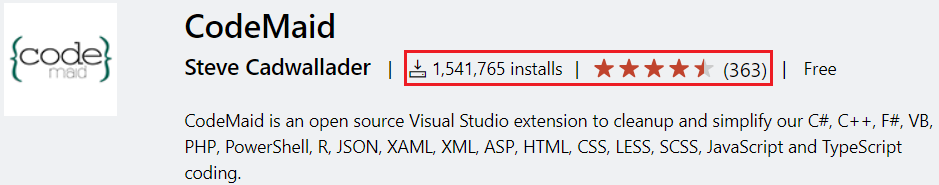 {code}
maid
CodeMaid
Steve Cadwallader | 1,541,765 installs | (363) | Free
CodeMaid is an open source Visual Studio extension to cleanup and simplify our C#, C++, F#, VB,
PHP, PowerShell, R, JSON, XAML, XML, ASP, HTML, CSS, LESS, SCSS, JavaScript and TypeScript
coding.